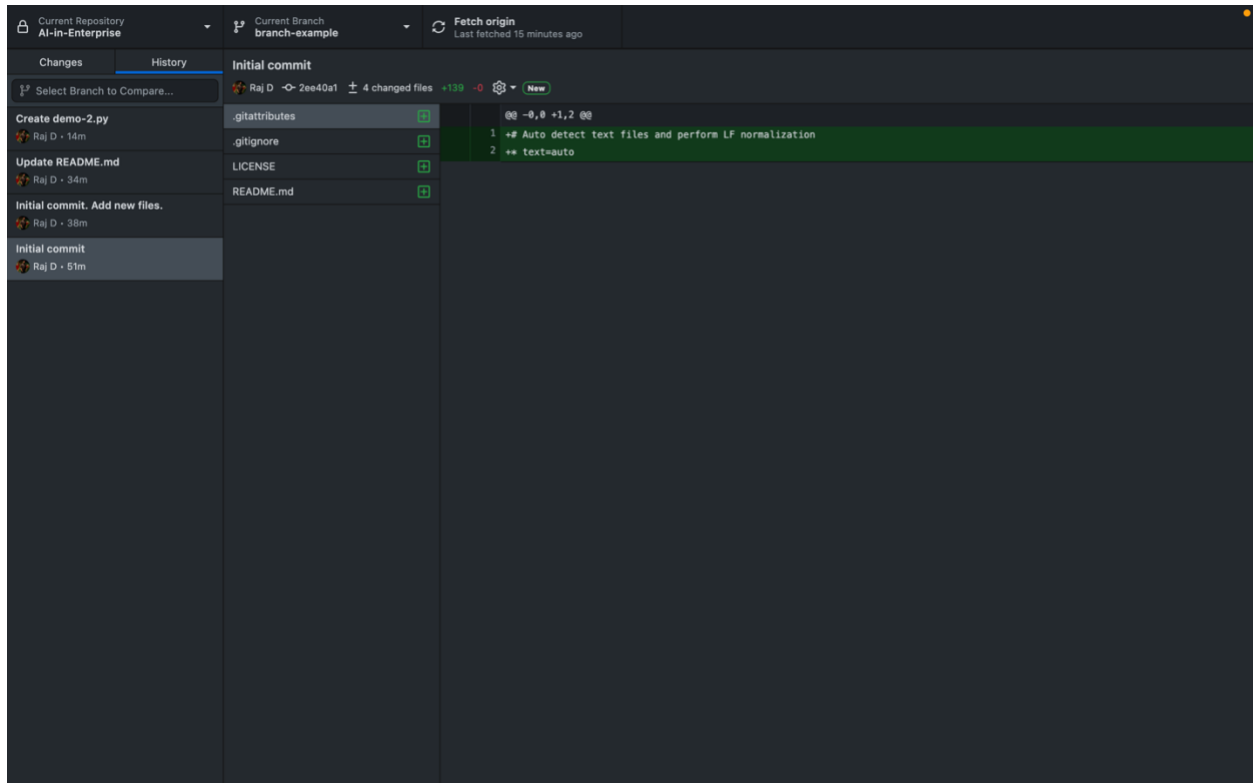 Current Repository
AI-in-Enterprise
Current Branch
branch-example
Fetch origin
Last fetched 15 minutes ago
Changes
History
Select Branch to Compare...
Create demo-2.py
Raj D • 14m
Update README.md
Raj D • 34m
Initial commit. Add new files.
Raj D • 38m
Initial commit
Raj D • 51m
Initial commit
Raj D 2ee40a1 4 changed files +139 -0 New
.gitattributes
.gitignore
LICENSE
README.md
@@ -0,0 +1,2 @@
1 +# Auto detect text files and perform LF normalization
2 +* text=auto